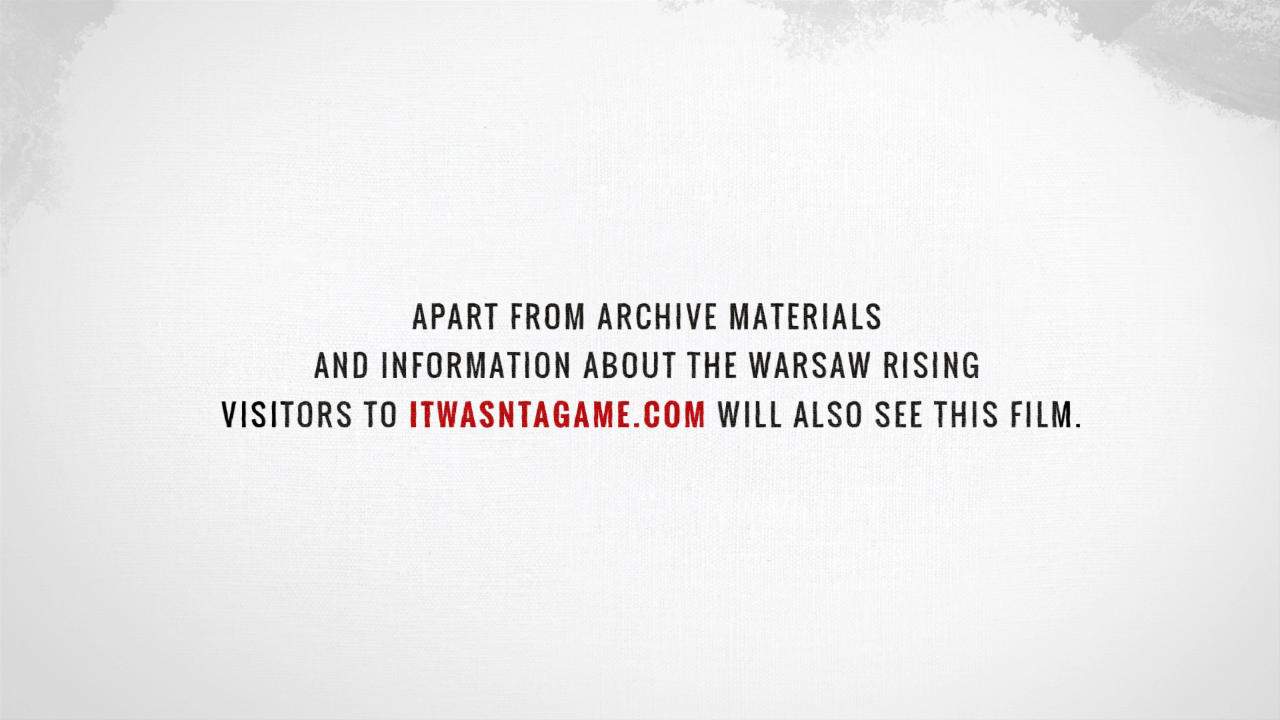 APART FROM ARCHIVE MATERIALS
AND INFORMATION ABOUT THE WARSAW RISING
VISITORS TO ITWASNTAGAME.COM WILL ALSO SEE THIS FILM.